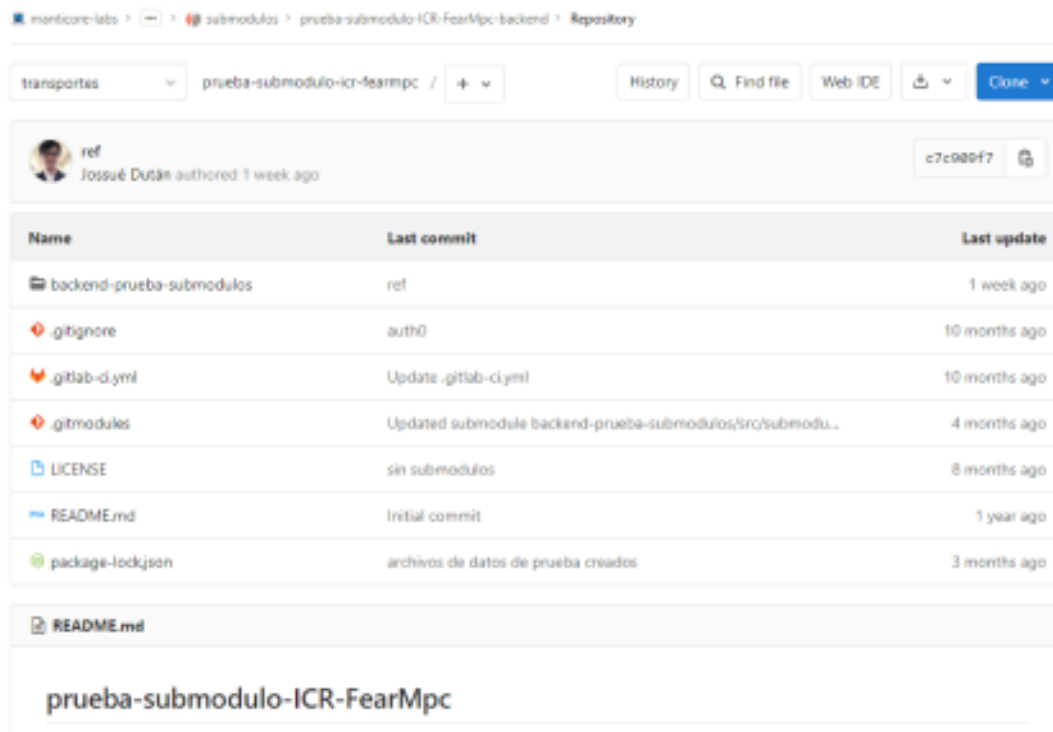 manticore-labs > ... > submodulos > prueba-submodulo-ICR-FearMpc-backend > Repository
transportes prueba-submodulo-icr-fearmpc / + History Find file Web IDE Clone
ref
Jossué Dután authored 1 week ago
c7c909f7
Name Last commit Last update
backend-prueba-submodulos ref 1 week ago
.gitignore auth0 10 months ago
.gitlab-ci.yml Update .gitlab-ci.yml 10 months ago
.gitmodules Updated submodule backend-prueba-submodulos/src/submodu... 4 months ago
LICENSE sin submodulos 8 months ago
README.md Initial commit 1 year ago
package-lock.json archivos de datos de prueba creados 3 months ago
README.md
prueba-submodulo-ICR-FearMpc